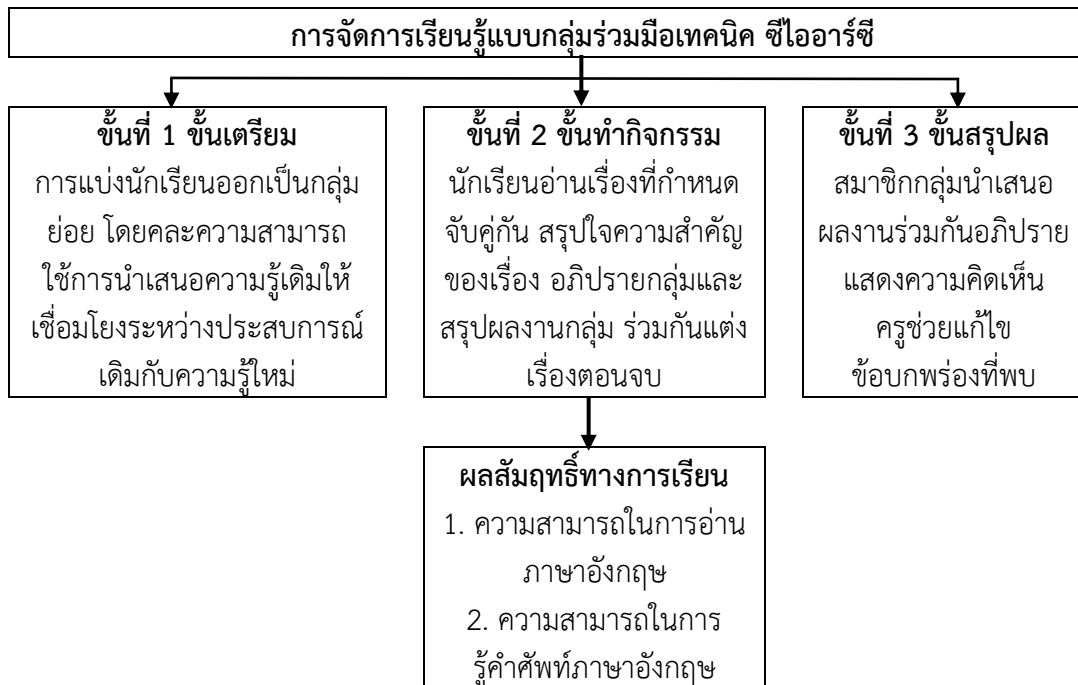 การจัดการเรียนรู้แบบกลุ่มร่วมมือเทคนิค ซีไออาร์ซี
ขั้นที่ 1 ขั้นเตรียม
การแบ่งนักเรียนออกเป็นกลุ่ม
ย่อย โดยคละความสามารถ
ใช้การนำเสนอความรู้เดิมให้
เชื่อมโยงระหว่างประสบการณ์
เดิมกับความรู้ใหม่
ขั้นที่ 2 ขั้นทำกิจกรรม
นักเรียนอ่านเรื่องที่กำหนด
จับคู่กัน สรุปใจความสำคัญ
ของเรื่อง อภิปรายกลุ่มและ
สรุปผลงานกลุ่ม ร่วมกันแต่ง
เรื่องตอนจบ
ขั้นที่ 3 ขั้นสรุปผล
สมาชิกกลุ่มนำเสนอ
ผลงานร่วมกันอภิปราย
แสดงความคิดเห็น
ครูช่วยแก้ไข
ข้อบกพร่องที่พบ
ผลสัมฤทธิ์ทางการเรียน
1. ความสามารถในการอ่าน
ภาษาอังกฤษ
2. ความสามารถในการ
รู้คำศัพท์ภาษาอังกฤษ